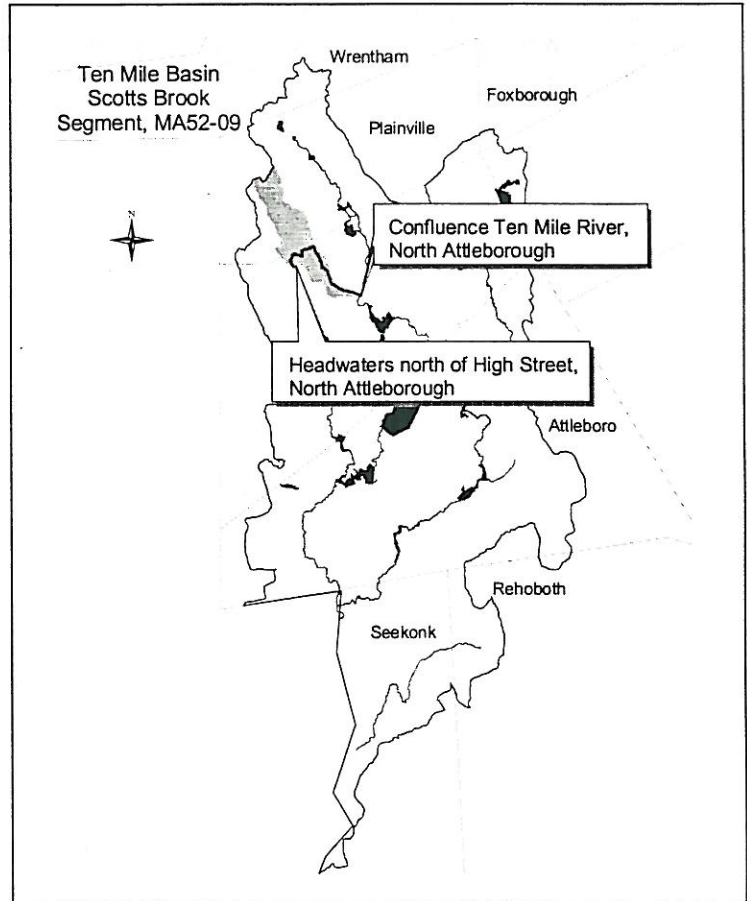 Ten Mile Basin
Scotts Brook
Segment, MA52-09
Wrentham
Foxborough
Plainville
N
Confluence Ten Mile River,
North Attleborough
Headwaters north of High Street,
North Attleborough
Attleboro
Rehoboth
Seekonk